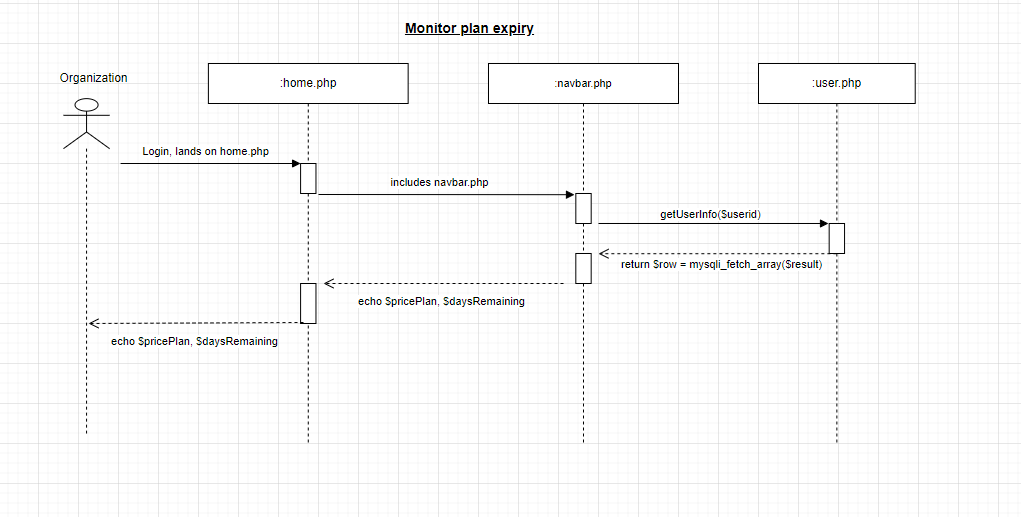 Monitor plan expiry
Organization
:home.php
:navbar.php
:user.php
Login, lands on home.php
includes navbar.php
getUserInfo($userid)
return $row = mysqli_fetch_array($result)
echo $pricePlan, $daysRemaining
echo $pricePlan, $daysRemaining